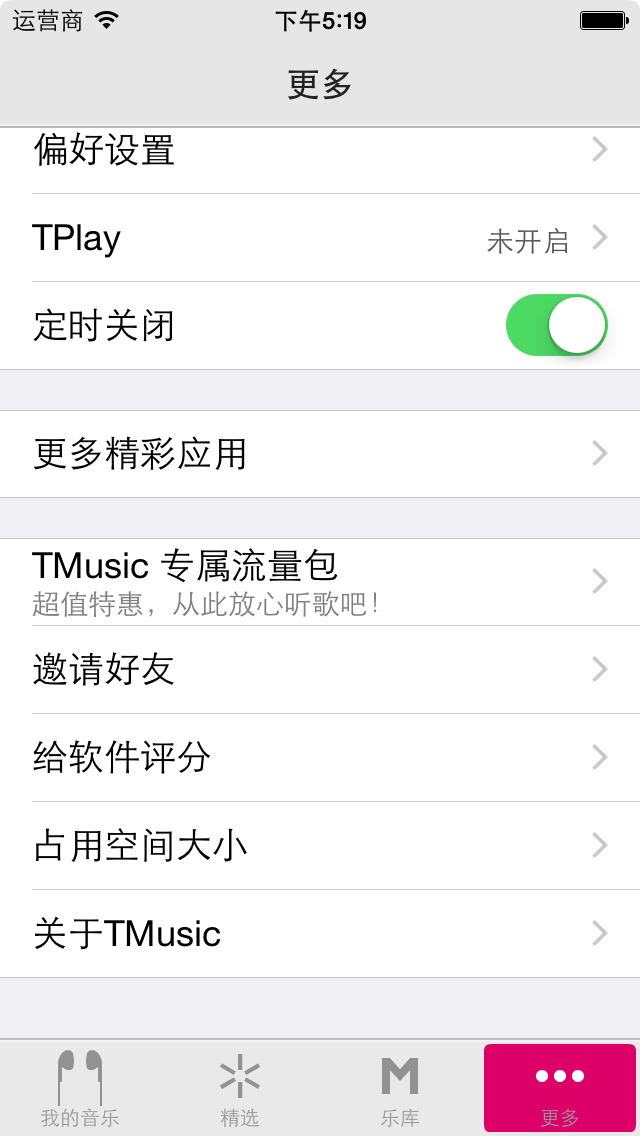 运营商 下午5:19
更多
偏好设置
TPlay 未开启
定时关闭
更多精彩应用
TMusic 专属流量包
超值特惠，从此放心听歌吧！
邀请好友
给软件评分
占用空间大小
关于TMusic
我的音乐 精选 乐库 更多